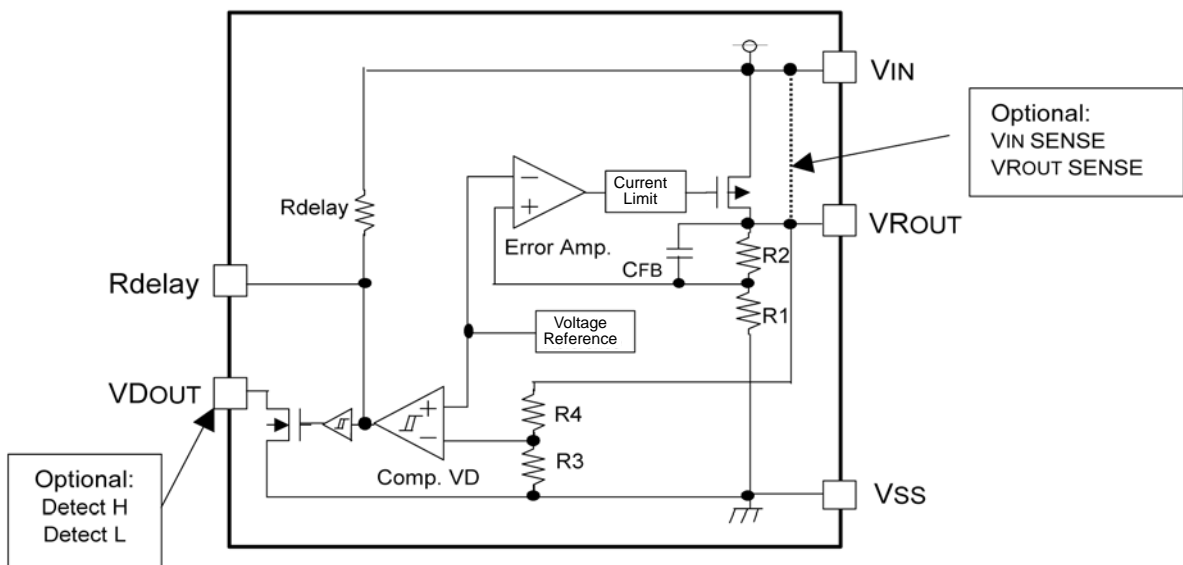 VIN
Optional:
VIN SENSE
VROUT SENSE
Current
Limit
Rdelay
VROUT
Error Amp.
R2
CFB
Rdelay
R1
Voltage
Reference
VDOUT
R4
R3
Comp. VD
Optional:
Detect H
Detect L
VSS